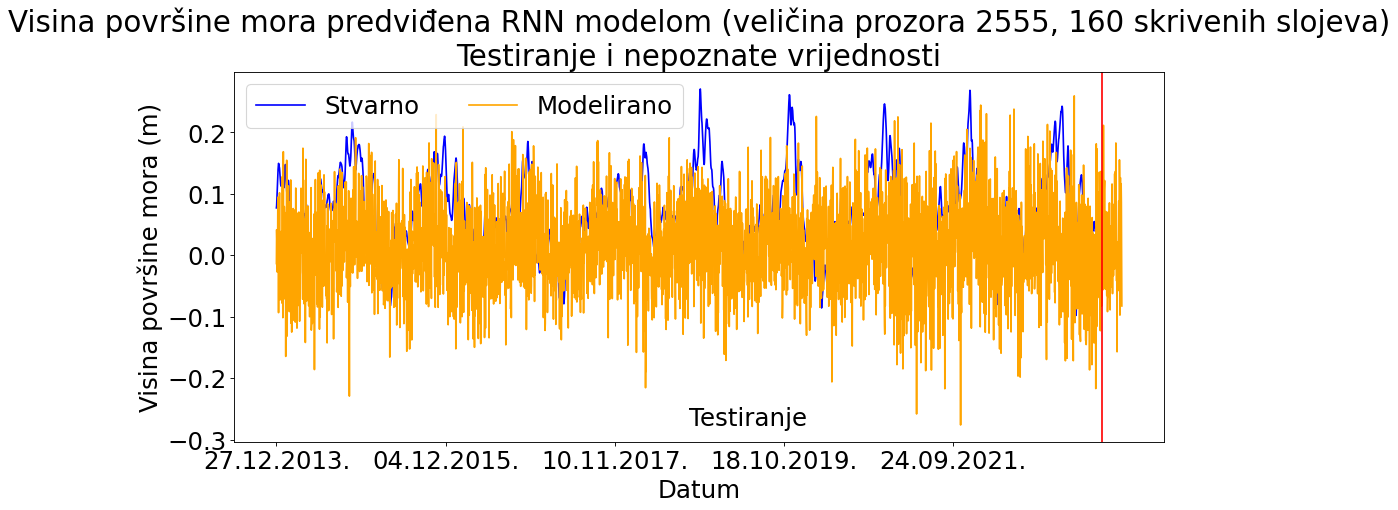 Visina površine mora predviđena RNN modelom (veličina prozora 2555, 160 skrivenih slojeva)
Testiranje i nepoznate vrijednosti
Stvarno Modelirano
Visina površine mora (m)
0.2
0.1
0.0
−0.1
−0.2
−0.3
Testiranje
27.12.2013. 04.12.2015. 10.11.2017. 18.10.2019. 24.09.2021.
Datum